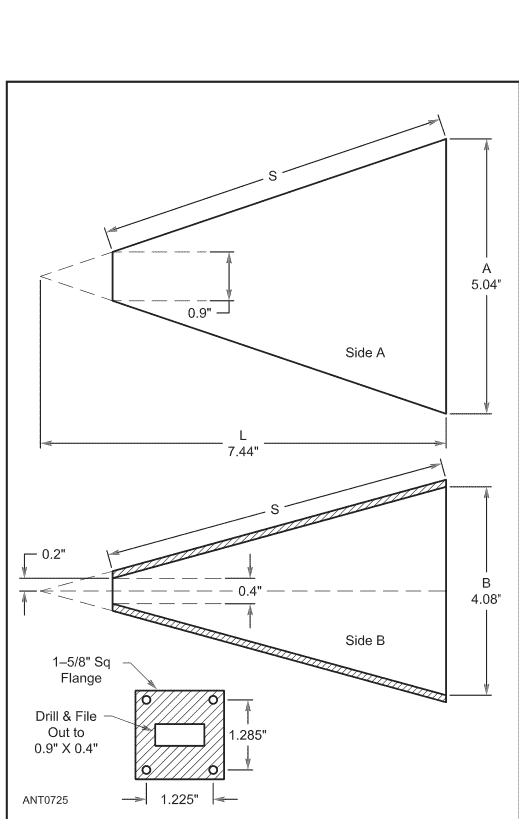 S
A
5.04"
0.9"
Side A
L
7.44"
S
0.2"
0.4"
B
4.08"
Side B
1–5/8" Sq
Flange
Drill & File
Out to
0.9" X 0.4"
1.285"
1.225"
ANT0725